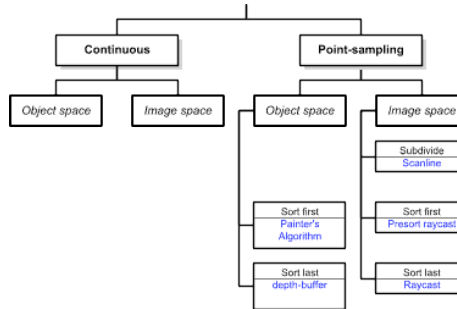 Continuous
Point-sampling
Object space
Image space
Object space
Image space
Subdivide
Scanline
Sort first
Painter's
Algorithm
Sort first
Presort raycast
Sort last
depth-buffer
Sort last
Raycast